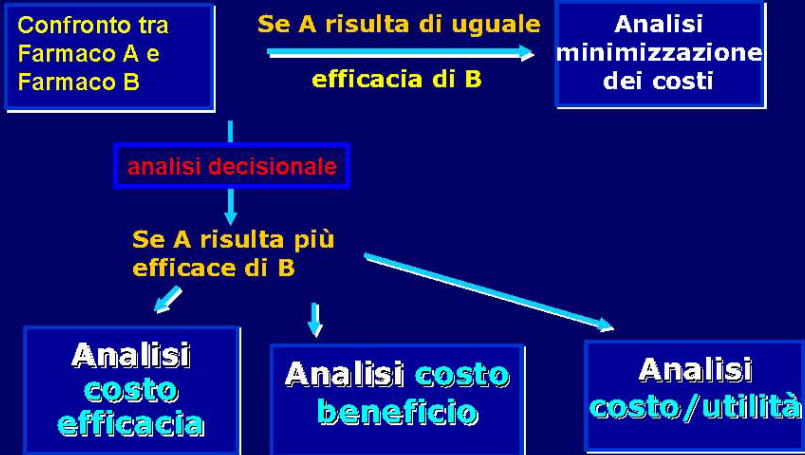 Confronto tra
Farmaco A e
Farmaco B
Se A risulta di uguale
efficacia di B
Analisi
minimizzazione
dei costi
analisi decisionale
Se A risulta più
efficace di B
Analisi
costo
efficacia
Analisi costo
beneficio
Analisi
costo/utilità